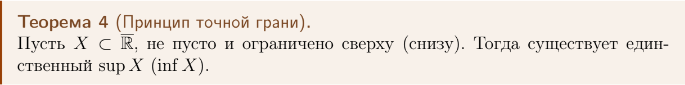 Теорема 4 (Принцип точной грани).
Пусть X ⊂ ℝ̅, не пусто и ограничено сверху (снизу). Тогда существует един-
ственный sup X (inf X).